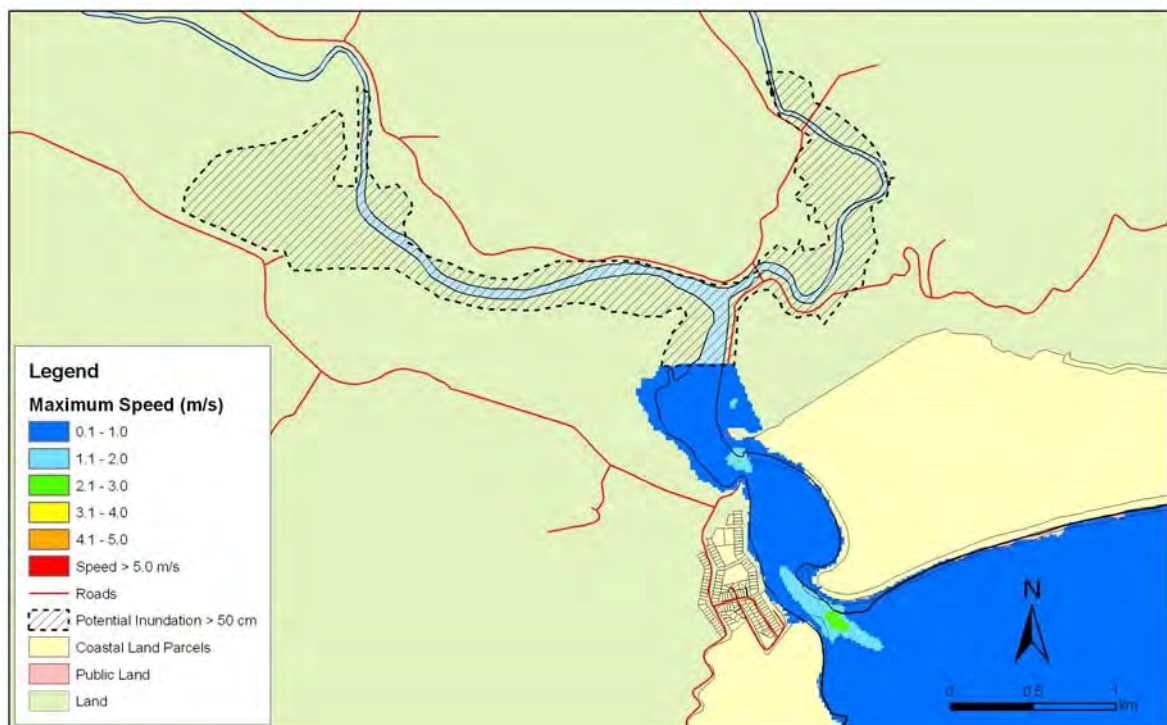 Legend
Maximum Speed (m/s)
0.1 - 1.0
1.1 - 2.0
2.1 - 3.0
3.1 - 4.0
4.1 - 5.0
Speed > 5.0 m/s
Roads
Potential Inundation > 50 cm
Coastal Land Parcels
Public Land
Land
N
0 0.5 1
km